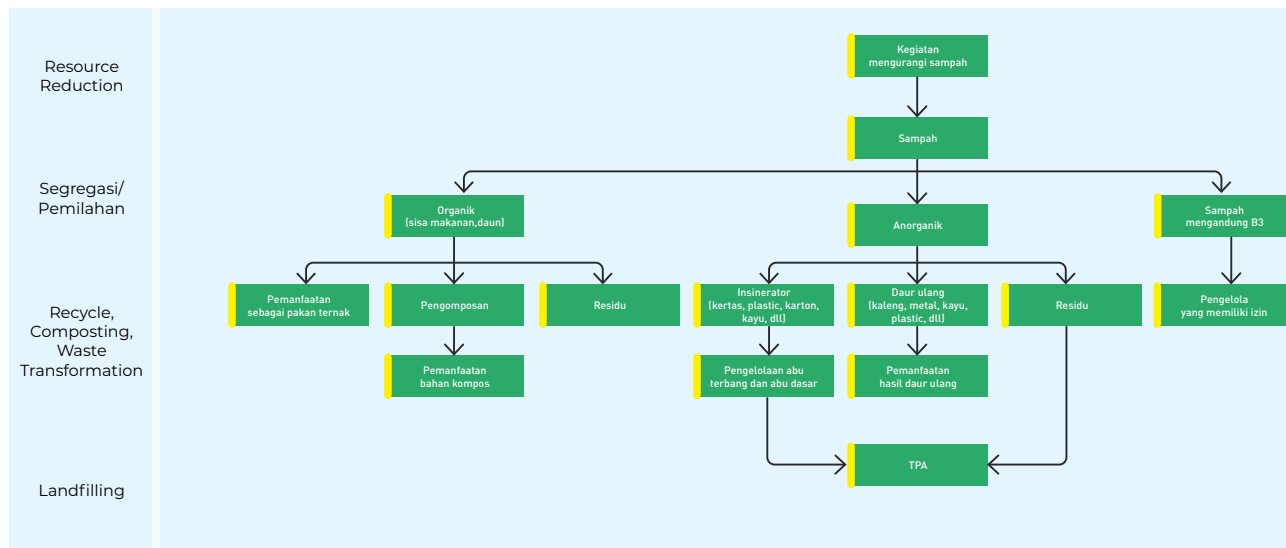 Resource
Reduction
Kegiatan
mengurangi sampah
Sampah
Segregasi/
Pemilahan
Organik
(sisa makanan,daun)
Anorganik
Sampah
mengandung B3
Recycle,
Composting,
Waste
Transformation
Pemanfaatan
sebagai pakan ternak
Pengomposan
Residu
Insinerator
(kertas, plastic, karton,
kayu, dll)
Daur ulang
(kaleng, metal, kayu,
plastic, dll)
Residu
Pengelola
yang memiliki izin
Pemanfaatan
bahan kompos
Pengelolaan abu
terbang dan abu dasar
Pemanfaatan
hasil daur ulang
Landfilling
TPA